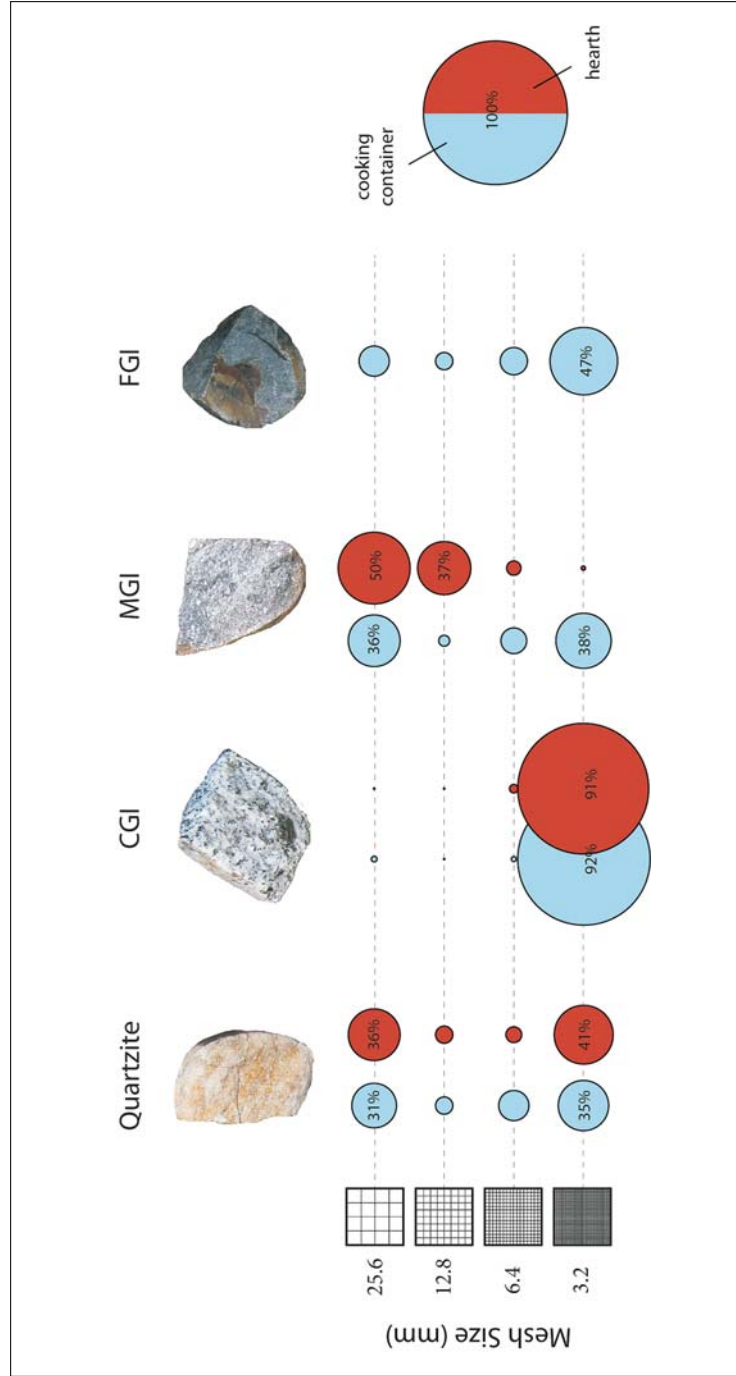 Quartzite
CGI
MGI
FGI
cooking
container
100%
hearth
Mesh Size (mm)
25.6
31%
36%
36%
50%
12.8
37%
6.4
3.2
35%
41%
92%
91%
38%
47%